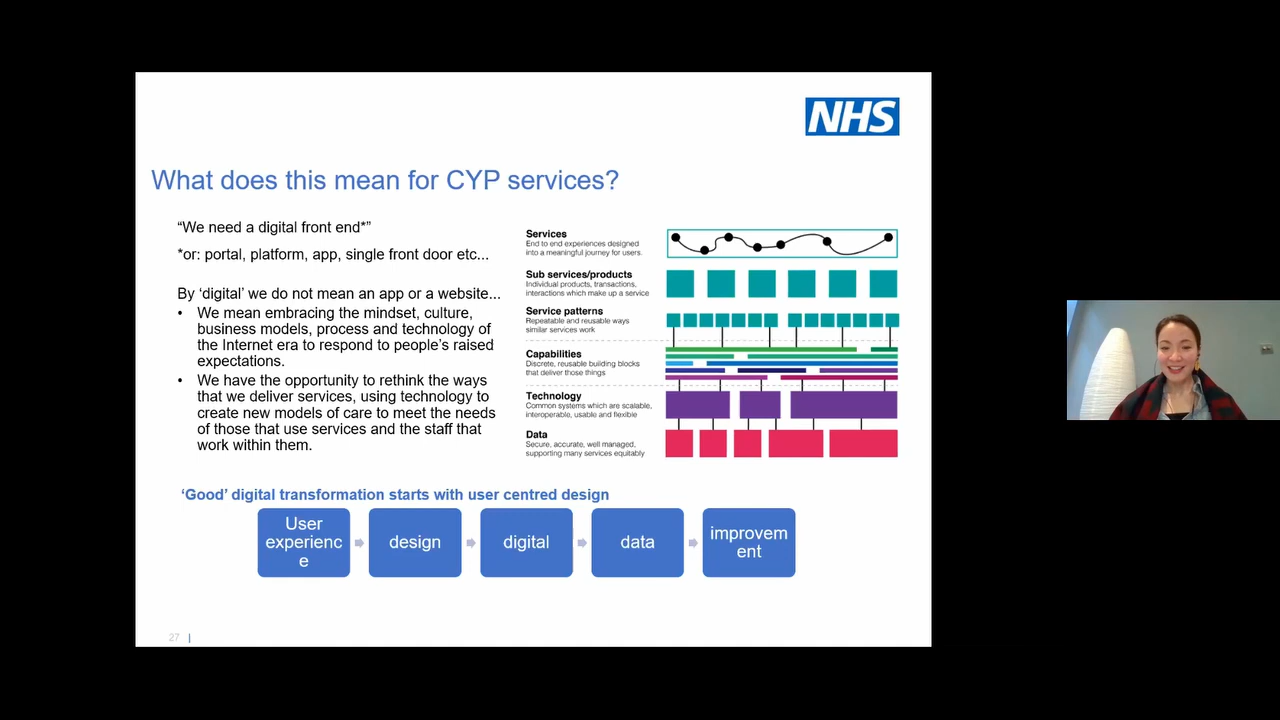 NHS
What does this mean for CYP services?
“We need a digital front end*”
*or: portal, platform, app, single front door etc...
By ‘digital’ we do not mean an app or a website...
• We mean embracing the mindset, culture,
business models, process and technology of
the Internet era to respond to people’s raised
expectations.
• We have the opportunity to rethink the ways
that we deliver services, using technology to
create new models of care to meet the needs
of those that use services and the staff that
work within them.
Services
End to end experiences designed
into a meaningful journey for users.
Sub services/products
Individual products, transactions,
interactions which make up a service
Service patterns
Repeatable and reusable ways
similar services work
Capabilities
Discrete, reusable building blocks
that deliver those things
Technology
Common systems which are scalable,
interoperable, usable and flexible
Data
Secure, accurate, well managed,
supporting many services equitably
‘Good’ digital transformation starts with user centred design
User
experienc
e
design
digital
data
improvem
ent
27 |